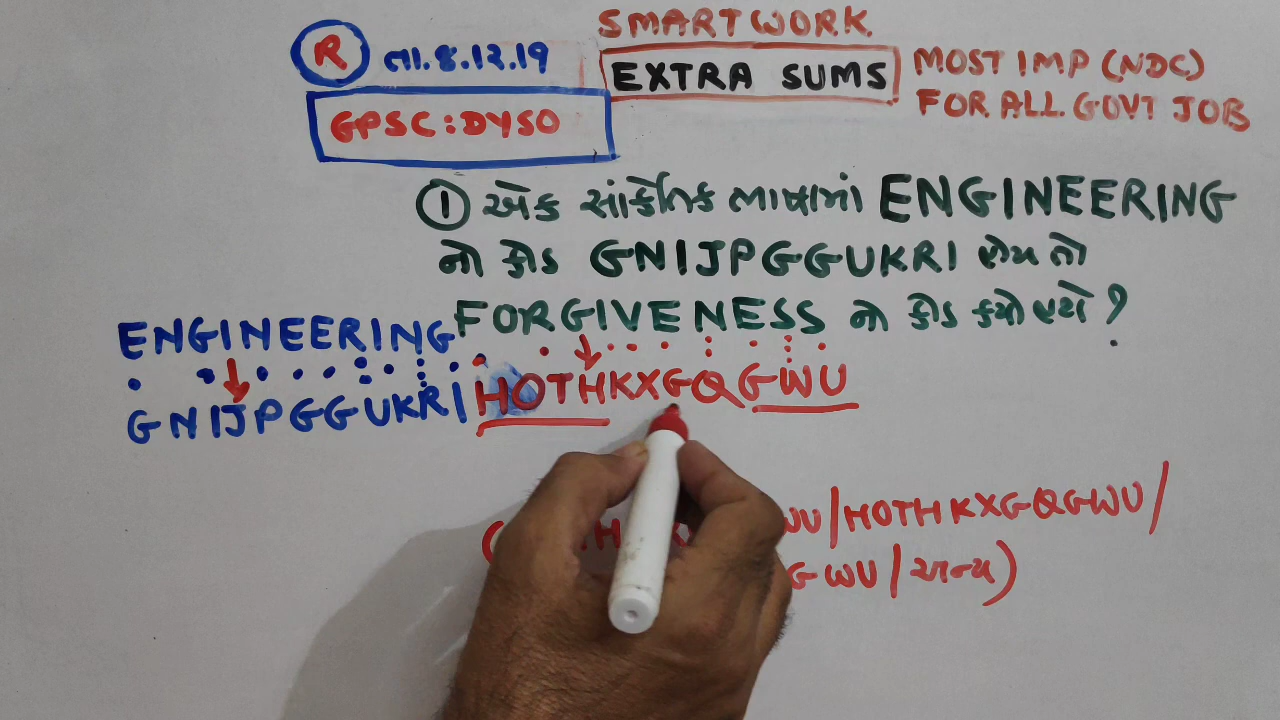 SMARTWORK
R તા.8.12.19
EXTRA SUMS
MOST IMP (NDC)
FOR ALL GOVT JOB
GPSC:DYSO
① એક સાંકેતિક ભાષામાં ENGINEERING
નો કોડ GNIJPGGUKRI હોય તો
FORGIVENESS નો કોડ કયો થશે ?
ENGINEERING
GNIJPGGUKRI
HOTHKXGQGWU
WU/HOTHKXGQGWU/
GWU/અન્ય)